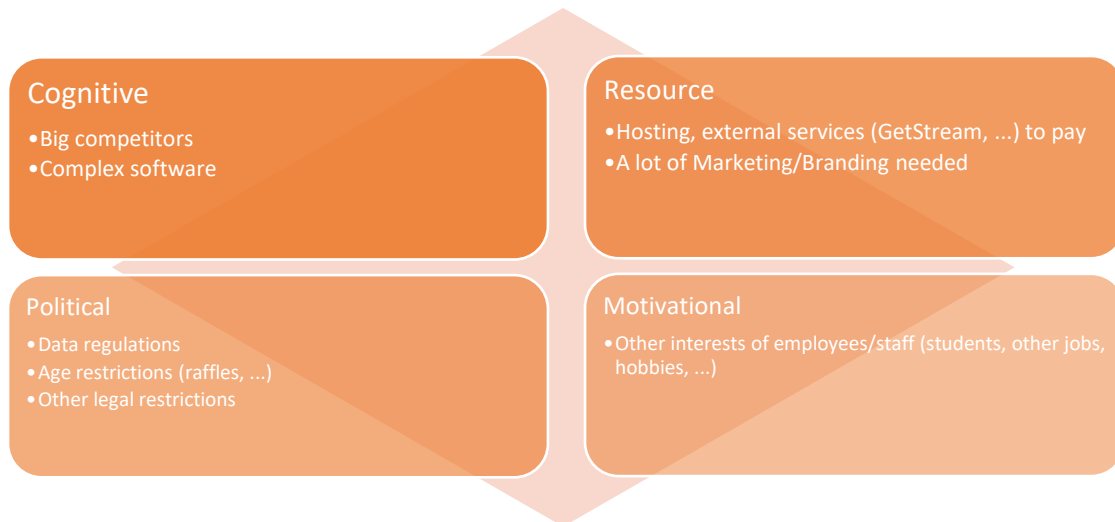 Cognitive
•Big competitors
•Complex software
Resource
•Hosting, external services (GetStream, ...) to pay
•A lot of Marketing/Branding needed
Political
•Data regulations
•Age restrictions (raffles, ...)
•Other legal restrictions
Motivational
•Other interests of employees/staff (students, other jobs,
hobbies, ...)